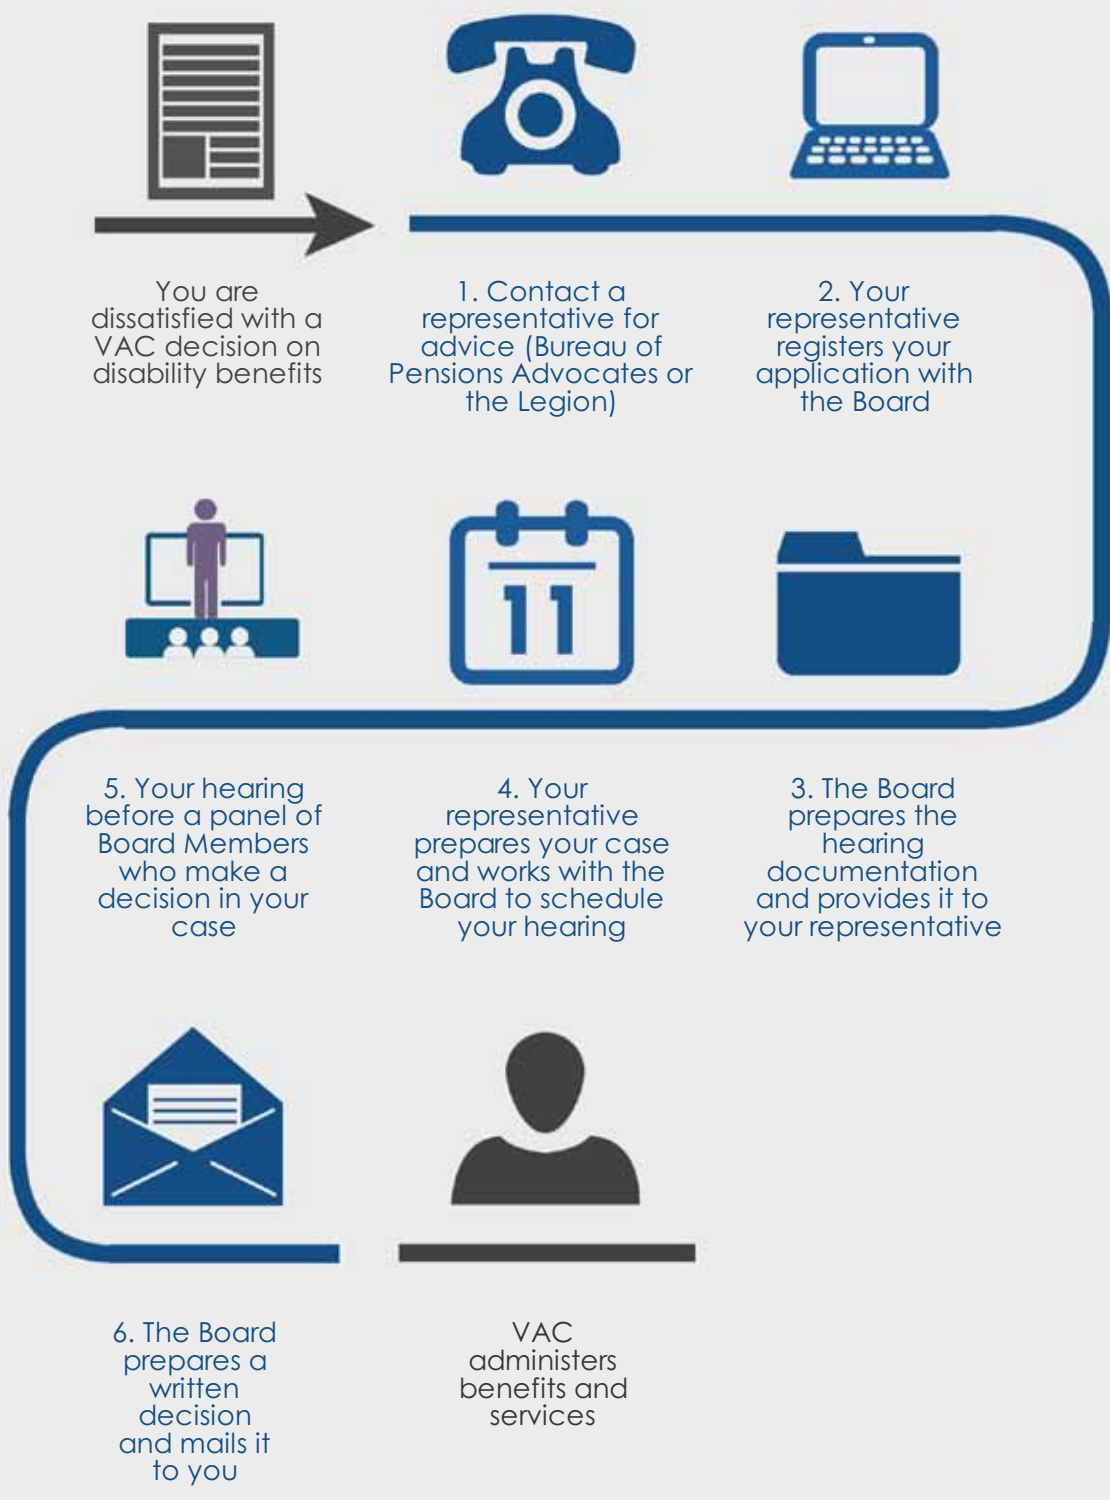 You are
dissatisfied with a
VAC decision on
disability benefits
1. Contact a
representative for
advice (Bureau of
Pensions Advocates or
the Legion)
2. Your
representative
registers your
application with
the Board
11
3. The Board
prepares the
hearing
documentation
and provides it to
your representative
4. Your
representative
prepares your case
and works with the
Board to schedule
your hearing
5. Your hearing
before a panel of
Board Members
who make a
decision in your
case
6. The Board
prepares a
written
decision
and mails it
to you
VAC
administers
benefits and
services